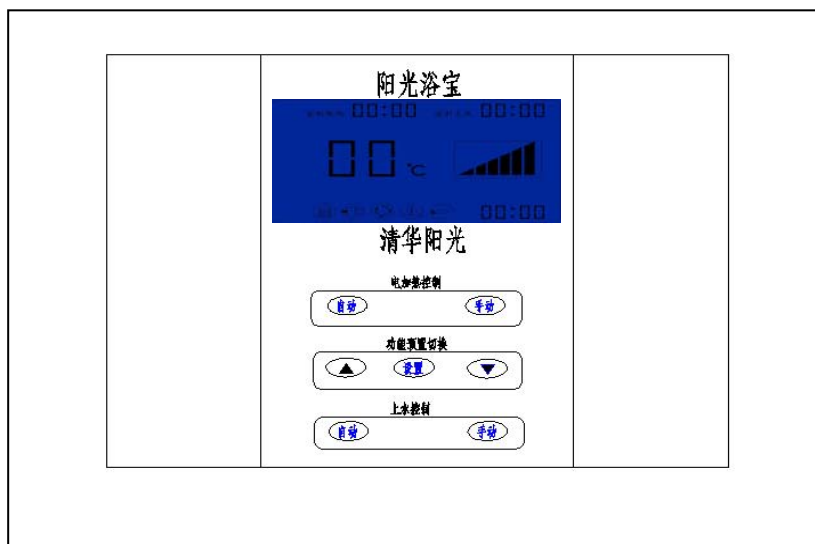 阳光浴宝
00:00 00:00
00 ℃
00:00
清华阳光
电加热控制
自动 手动
功能预置切换
▲ 设置 ▼
上水控制
自动 手动